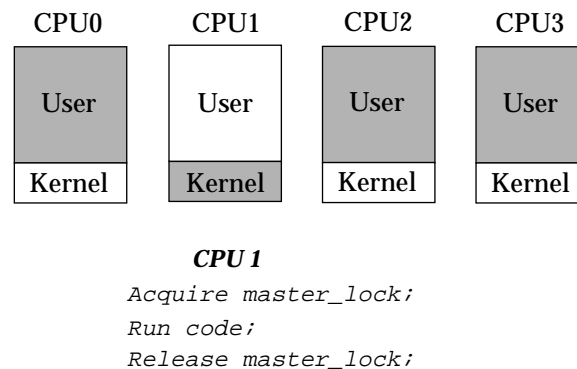 CPU0 CPU1 CPU2 CPU3
User User User User
Kernel Kernel Kernel Kernel
CPU 1
Acquire master_lock;
Run code;
Release master_lock;